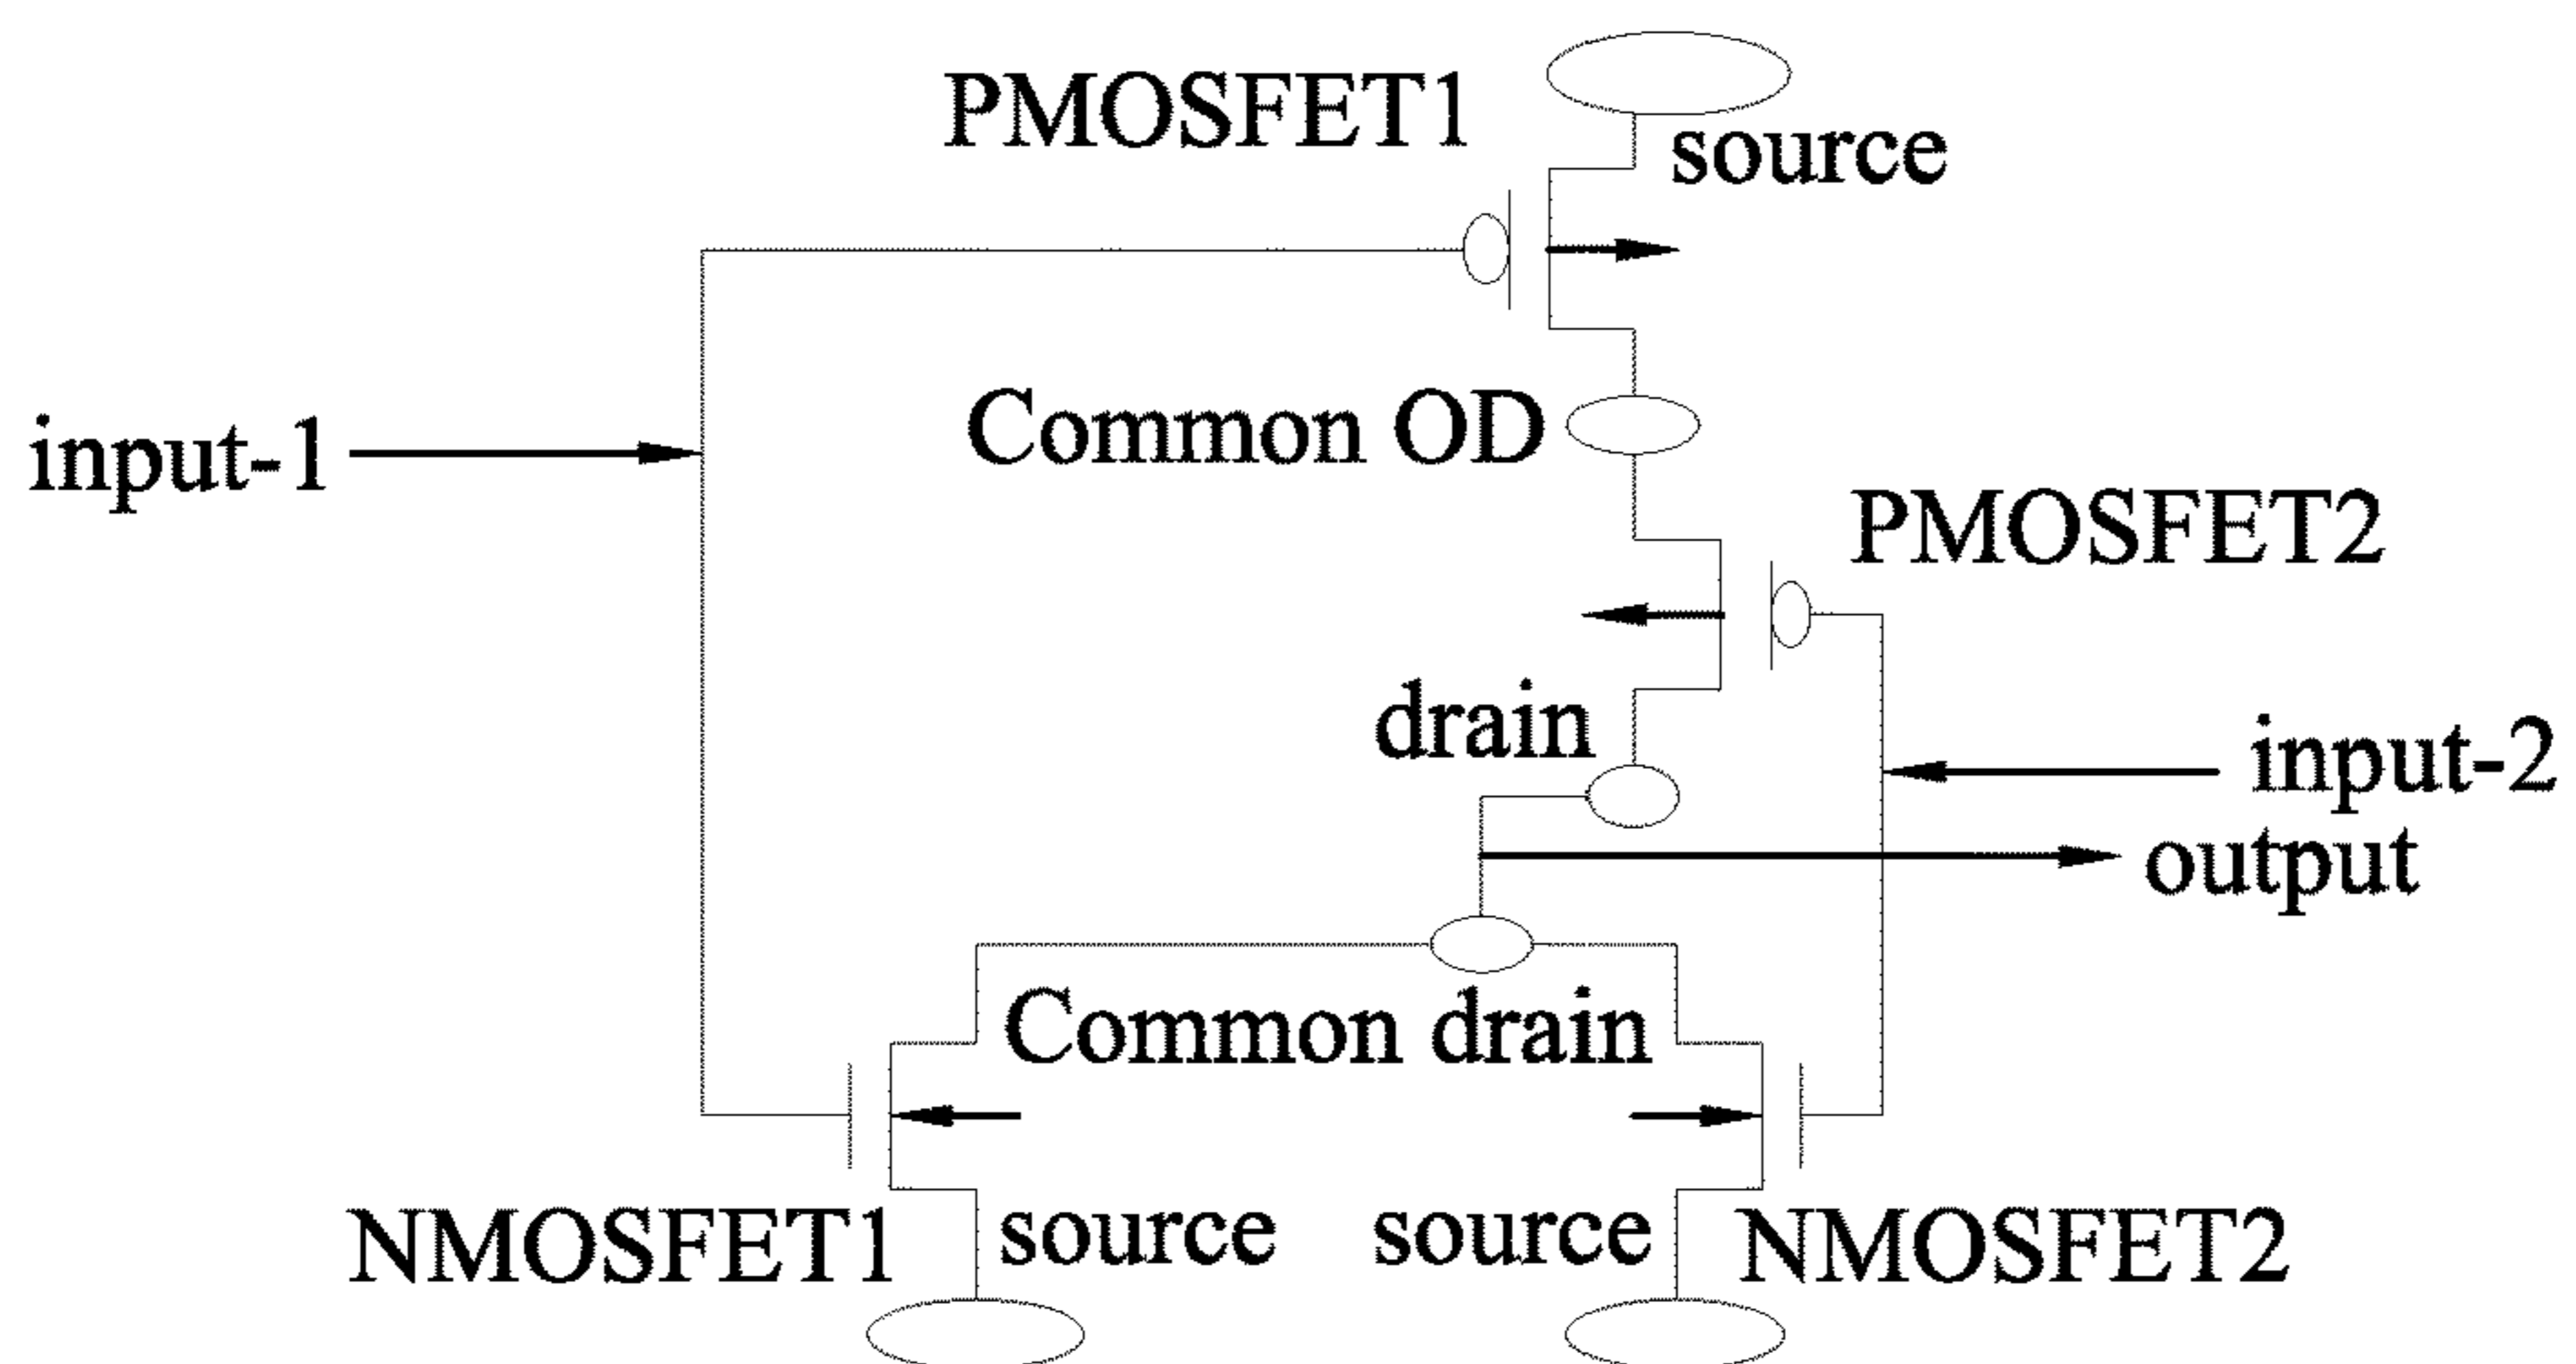 PMOSFET1
source
input-1
Common OD
PMOSFET2
drain
input-2
output
Common drain
NMOSFET1
source
source
NMOSFET2